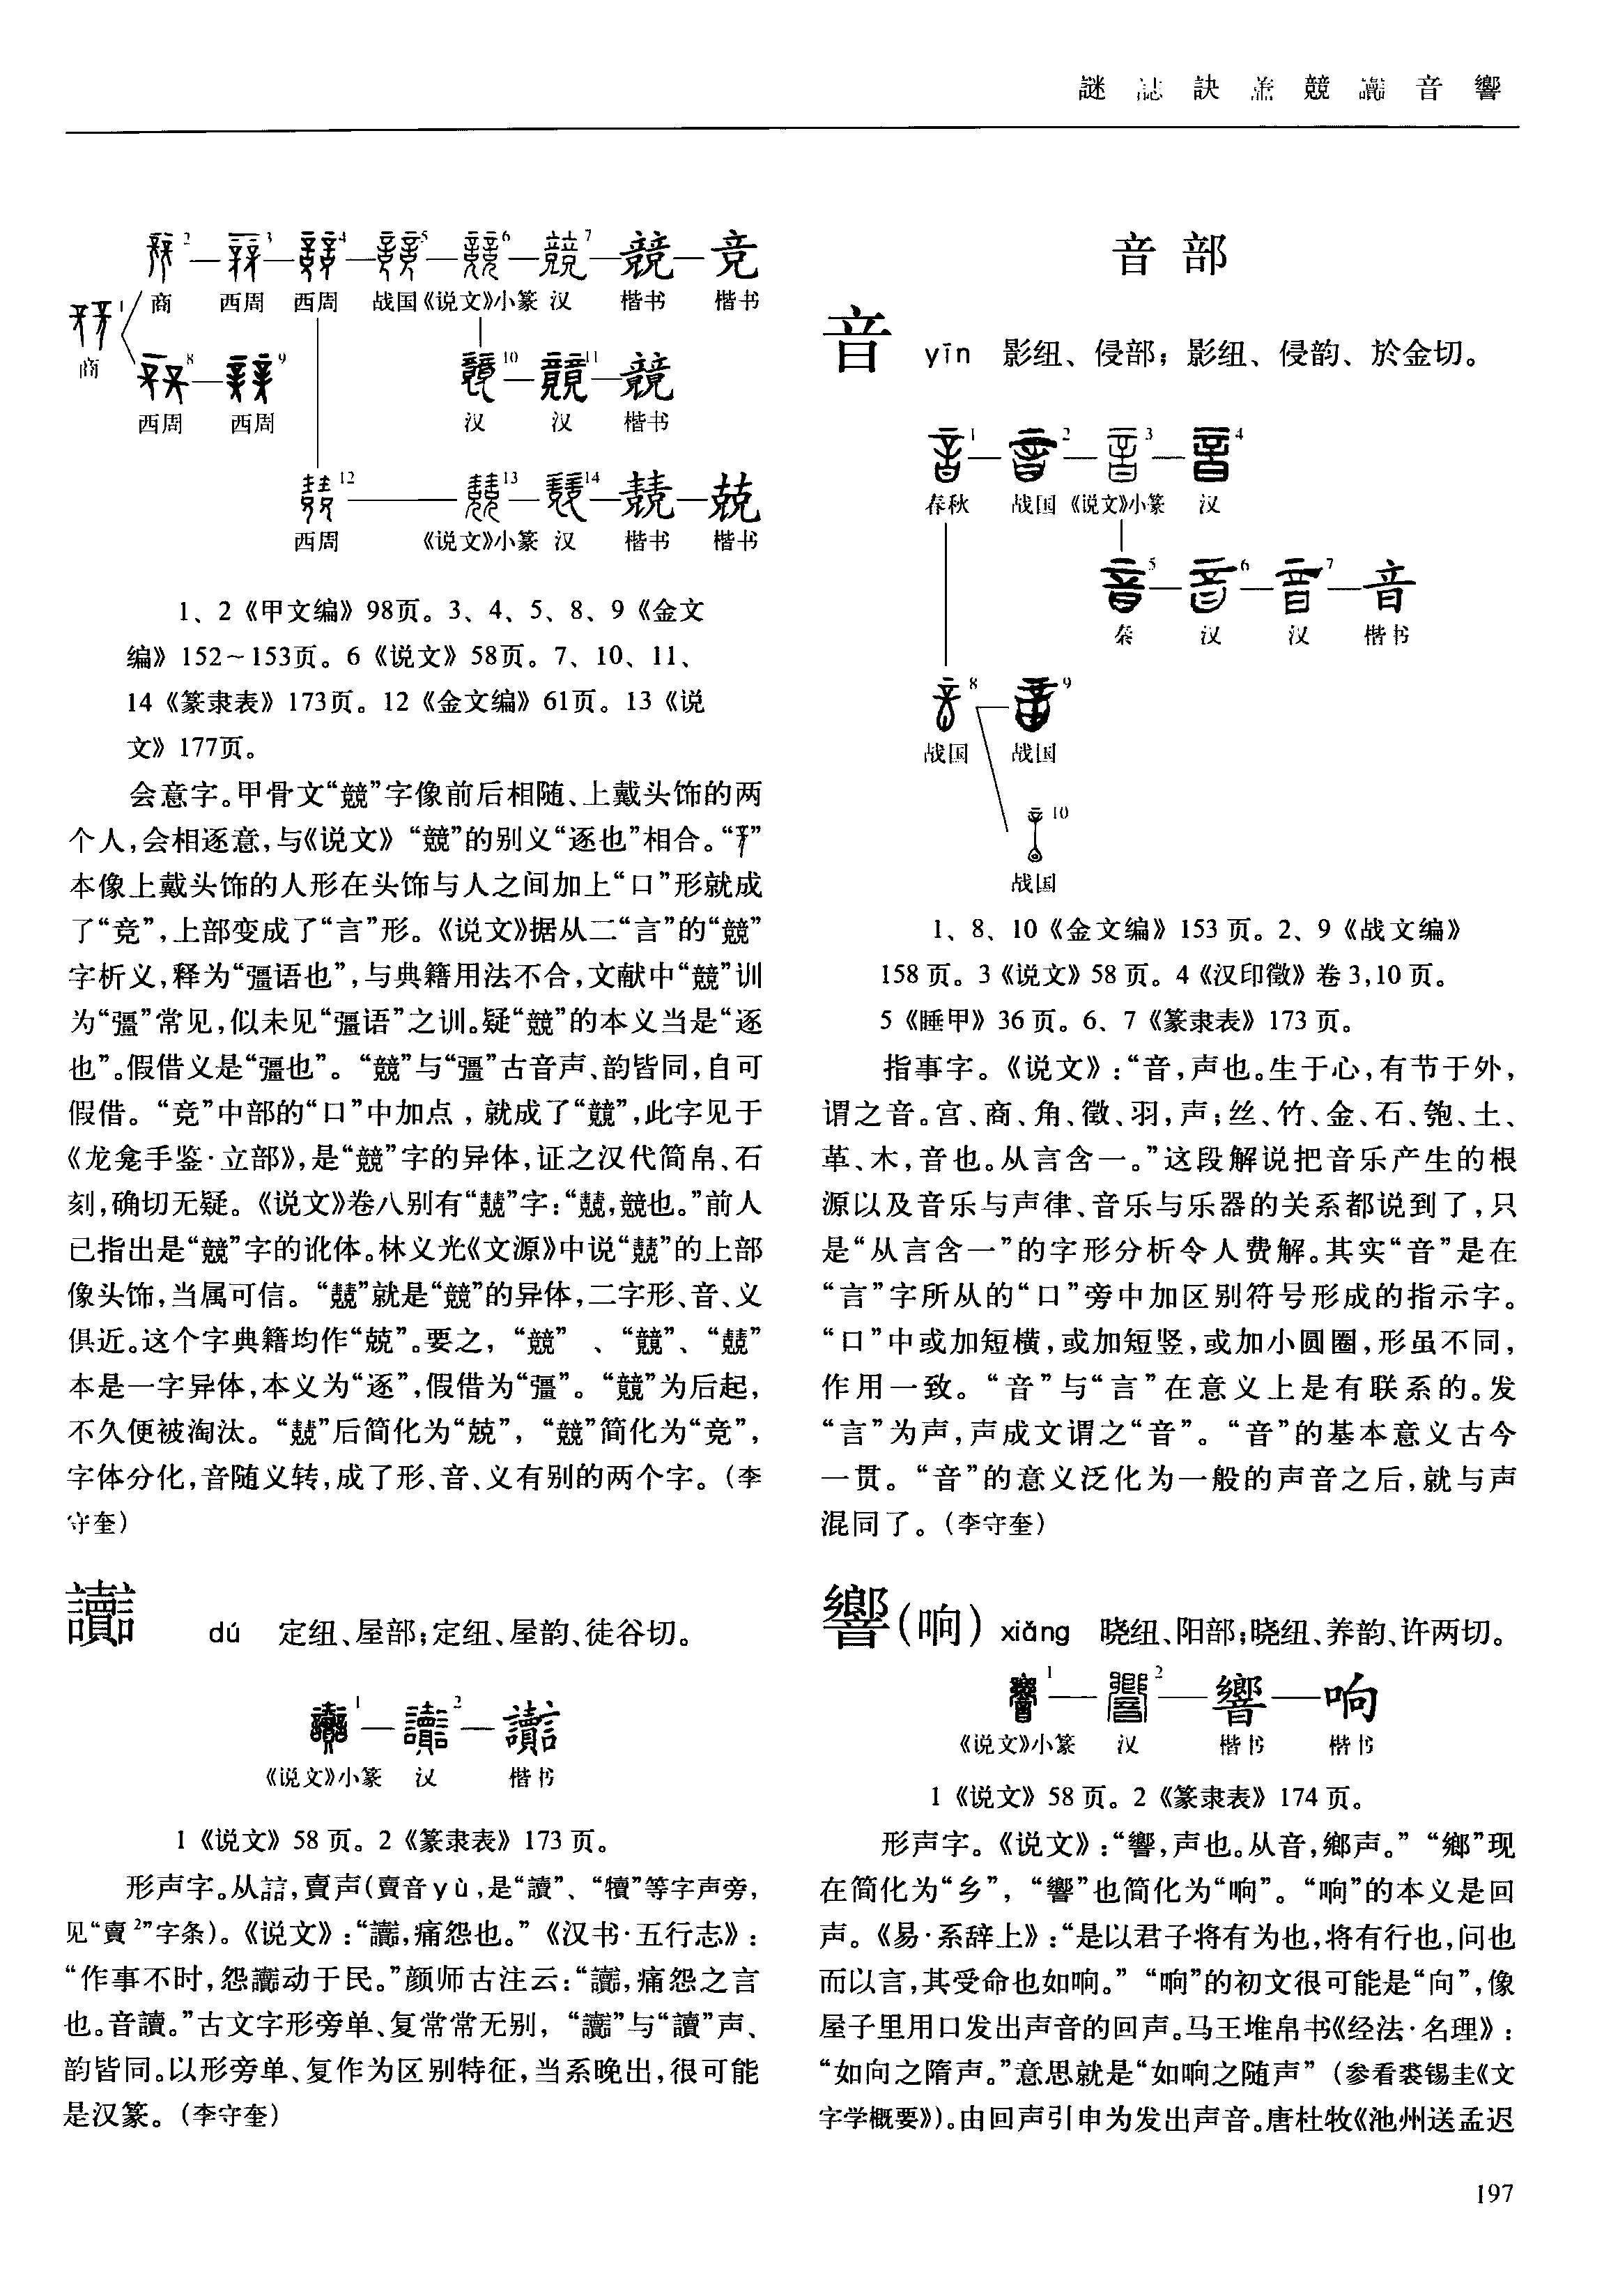 謎 誋 訣 譱 競 讟 音 響
2 3 4 5 6 7 競 竞
1 商 西周 西周 战国 《说文》小篆 汉 楷书 楷书
商
8 9 10 11 競
西周 西周 汉 汉 楷书
12 13 14 兢 兢
西周 《说文》小篆 汉 楷书 楷书
1、2《甲文编》98页。3、4、5、8、9《金文
编》152~153页。6《说文》58页。7、10、11、
14《篆隶表》173页。12《金文编》61页。13《说
文》177页。
会意字。甲骨文“競”字像前后相随、上戴头饰的两
个人,会相逐意,与《说文》“競”的别义“逐也”相合。“”
本像上戴头饰的人形在头饰与人之间加上“口”形就成
了“竞”,上部变成了“言”形。《说文》据从二“言”的“競”
字析义,释为“彊语也”,与典籍用法不合,文献中“競”训
为“彊”常见,似未见“彊语”之训。疑“競”的本义当是“逐
也”。假借义是“彊也”。“競”与“彊”古音声、韵皆同,自可
假借。“竞”中部的“口”中加点,就成了“竸”,此字见于
《龙龛手鉴·立部》,是“競”字的异体,证之汉代简帛、石
刻,确切无疑。《说文》卷八别有“兢”字:“兢,競也。”前人
已指出是“競”字的讹体。林义光《文源》中说“兢”的上部
像头饰,当属可信。“兢”就是“競”的异体,二字形、音、义
俱近。这个字典籍均作“兢”。要之,“競”、“竸”、“兢”
本是一字异体,本义为“逐”,假借为“彊”。“竸”为后起,
不久便被淘汰。“兢”后简化为“兢”,“競”简化为“竞”,
字体分化,音随义转,成了形、音、义有别的两个字。(李
守奎)
讟 dú 定纽、屋部;定纽、屋韵、徒谷切。
1 2 讟
《说文》小篆 汉 楷书
1《说文》58页。2《篆隶表》173页。
形声字。从誩,賣声(賣音yù,是“讀”、“犢”等字声旁,
见“賣2”字条)。《说文》:“讟,痛怨也。”《汉书·五行志》:
“作事不时,怨讟动于民。”颜师古注云:“讟,痛怨之言
也。音讀。”古文字形旁单、复常常无别,“讟”与“讀”声、
韵皆同。以形旁单、复作为区别特征,当系晚出,很可能
是汉篆。(李守奎)
音部
音 yīn 影纽、侵部;影纽、侵韵、於金切。
1 2 3 4
春秋 战国 《说文》小篆 汉
5 6 7 音
秦 汉 汉 楷书
8 9
战国 战国
10
战国
1、8、10《金文编》153页。2、9《战文编》
158页。3《说文》58页。4《汉印徵》卷3,10页。
5《睡甲》36页。6、7《篆隶表》173页。
指事字。《说文》:“音,声也。生于心,有节于外,
谓之音。宫、商、角、徵、羽,声;丝、竹、金、石、匏、土、
革、木,音也。从言含一。”这段解说把音乐产生的根
源以及音乐与声律、音乐与乐器的关系都说到了,只
是“从言含一”的字形分析令人费解。其实“音”是在
“言”字所从的“口”旁中加区别符号形成的指示字。
“口”中或加短横,或加短竖,或加小圆圈,形虽不同,
作用一致。“音”与“言”在意义上是有联系的。发
“言”为声,声成文谓之“音”。“音”的基本意义古今
一贯。“音”的意义泛化为一般的声音之后,就与声
混同了。(李守奎)
響(响) xiǎng 晓纽、阳部;晓纽、养韵、许两切。
1 2 響 响
《说文》小篆 汉 楷书 楷书
1《说文》58页。2《篆隶表》174页。
形声字。《说文》:“響,声也。从音,鄉声。”“鄉”现
在简化为“乡”,“響”也简化为“响”。“响”的本义是回
声。《易·系辞上》:“是以君子将有为也,将有行也,问也
而以言,其受命也如响。”“响”的初文很可能是“向”,像
屋子里用口发出声音的回声。马王堆帛书《经法·名理》:
“如向之隋声。”意思就是“如响之随声”(参看裘锡圭《文
字学概要》)。由回声引申为发出声音。唐杜牧《池州送孟迟
197